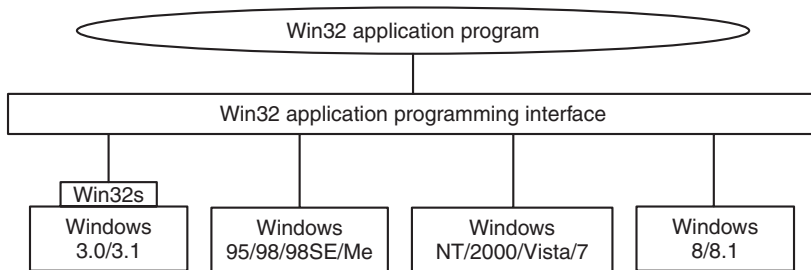 Win32 application program
Win32 application programming interface
Win32s
Windows
3.0/3.1
Windows
95/98/98SE/Me
Windows
NT/2000/Vista/7
Windows
8/8.1